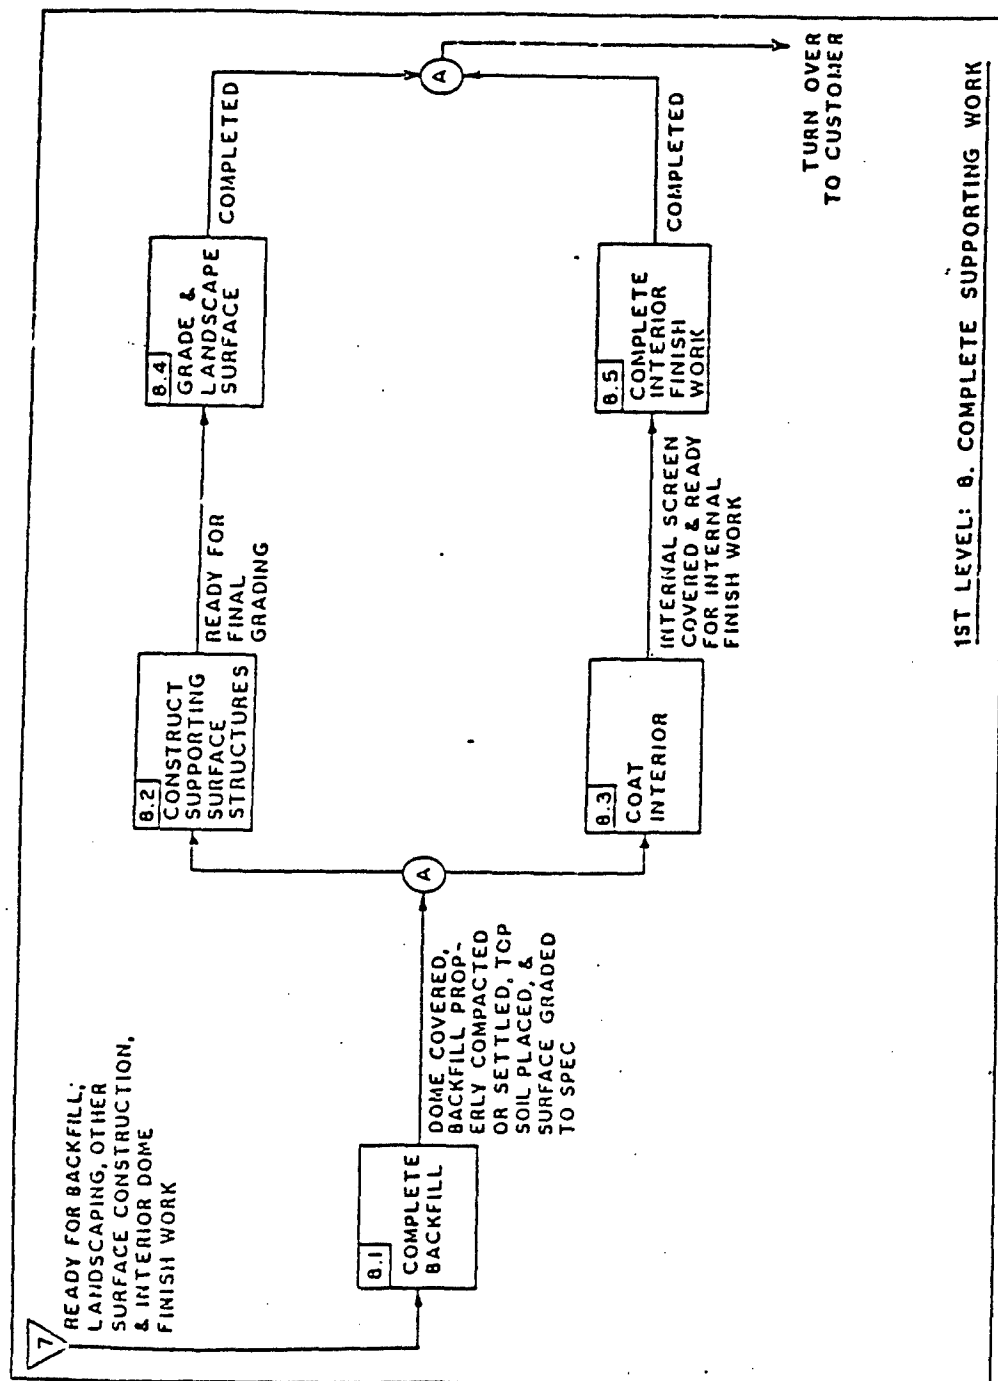 7
READY FOR BACKFILL,
LANDSCAPING, OTHER
SURFACE CONSTRUCTION,
& INTERIOR DOME
FINISH WORK
8.1
COMPLETE
BACKFILL
DOME COVERED,
BACKFILL PROP-
ERLY COMPACTED
OR SETTLED, TOP
SOIL PLACED, &
SURFACE GRADED
TO SPEC
A
8.2
CONSTRUCT
SUPPORTING
SURFACE
STRUCTURES
READY FOR
FINAL
GRADING
8.4
GRADE &
LANDSCAPE
SURFACE
COMPLETED
8.3
COAT
INTERIOR
INTERNAL SCREEN
COVERED & READY
FOR INTERNAL
FINISH WORK
8.5
COMPLETE
INTERIOR
FINISH
WORK
COMPLETED
A
TURN OVER
TO CUSTOMER
1ST LEVEL: 8. COMPLETE SUPPORTING WORK